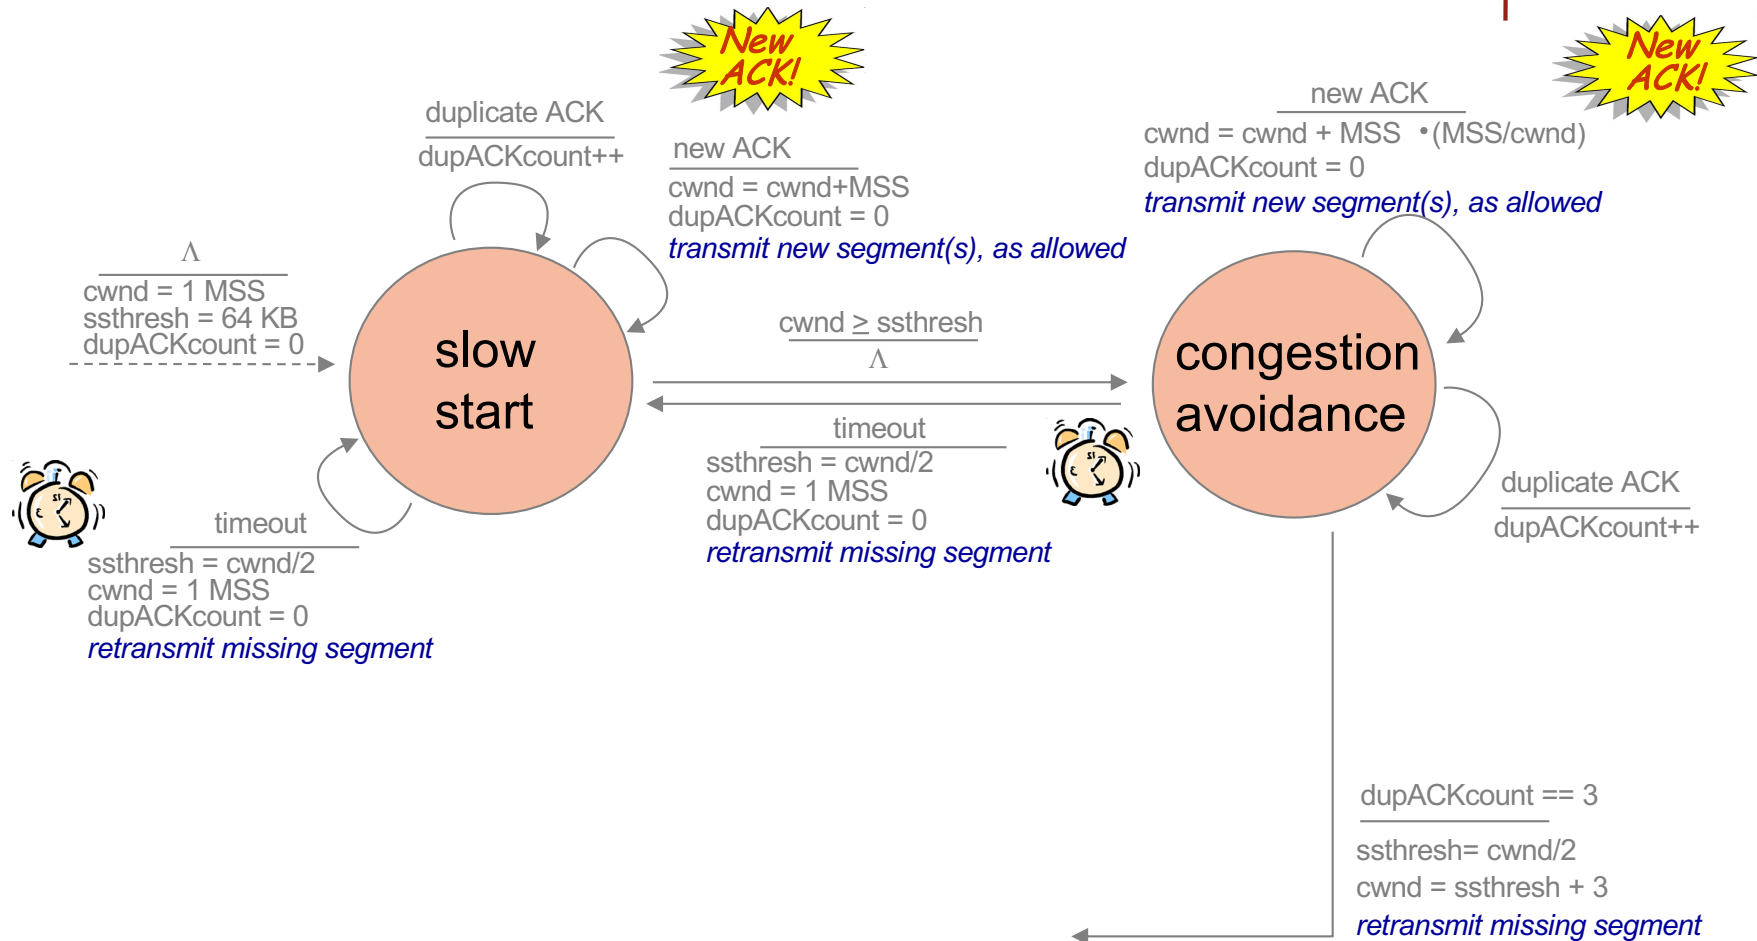 New
ACK!
New
ACK!
duplicate ACK
dupACKcount++
new ACK
cwnd = cwnd+MSS
dupACKcount = 0
transmit new segment(s), as allowed
new ACK
cwnd = cwnd + MSS •(MSS/cwnd)
dupACKcount = 0
transmit new segment(s), as allowed
Λ
cwnd = 1 MSS
ssthresh = 64 KB
dupACKcount = 0
slow
start
cwnd ≥ ssthresh
Λ
congestion
avoidance
timeout
ssthresh = cwnd/2
cwnd = 1 MSS
dupACKcount = 0
retransmit missing segment
timeout
ssthresh = cwnd/2
cwnd = 1 MSS
dupACKcount = 0
retransmit missing segment
duplicate ACK
dupACKcount++
dupACKcount == 3
ssthresh= cwnd/2
cwnd = ssthresh + 3
retransmit missing segment